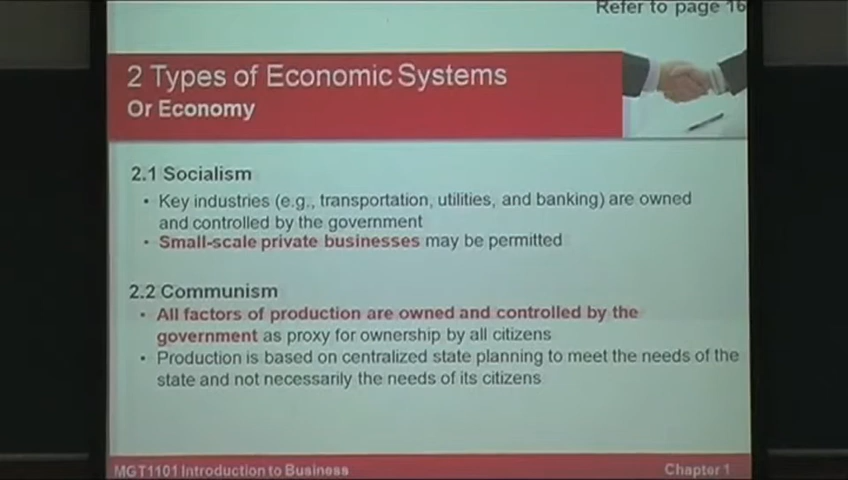 Refer to page 16
2 Types of Economic Systems
Or Economy
2.1 Socialism
• Key industries (e.g., transportation, utilities, and banking) are owned
and controlled by the government
• Small-scale private businesses may be permitted
2.2 Communism
• All factors of production are owned and controlled by the
government as proxy for ownership by all citizens
• Production is based on centralized state planning to meet the needs of the
state and not necessarily the needs of its citizens
MGT1101 Introduction to Business
Chapter 1